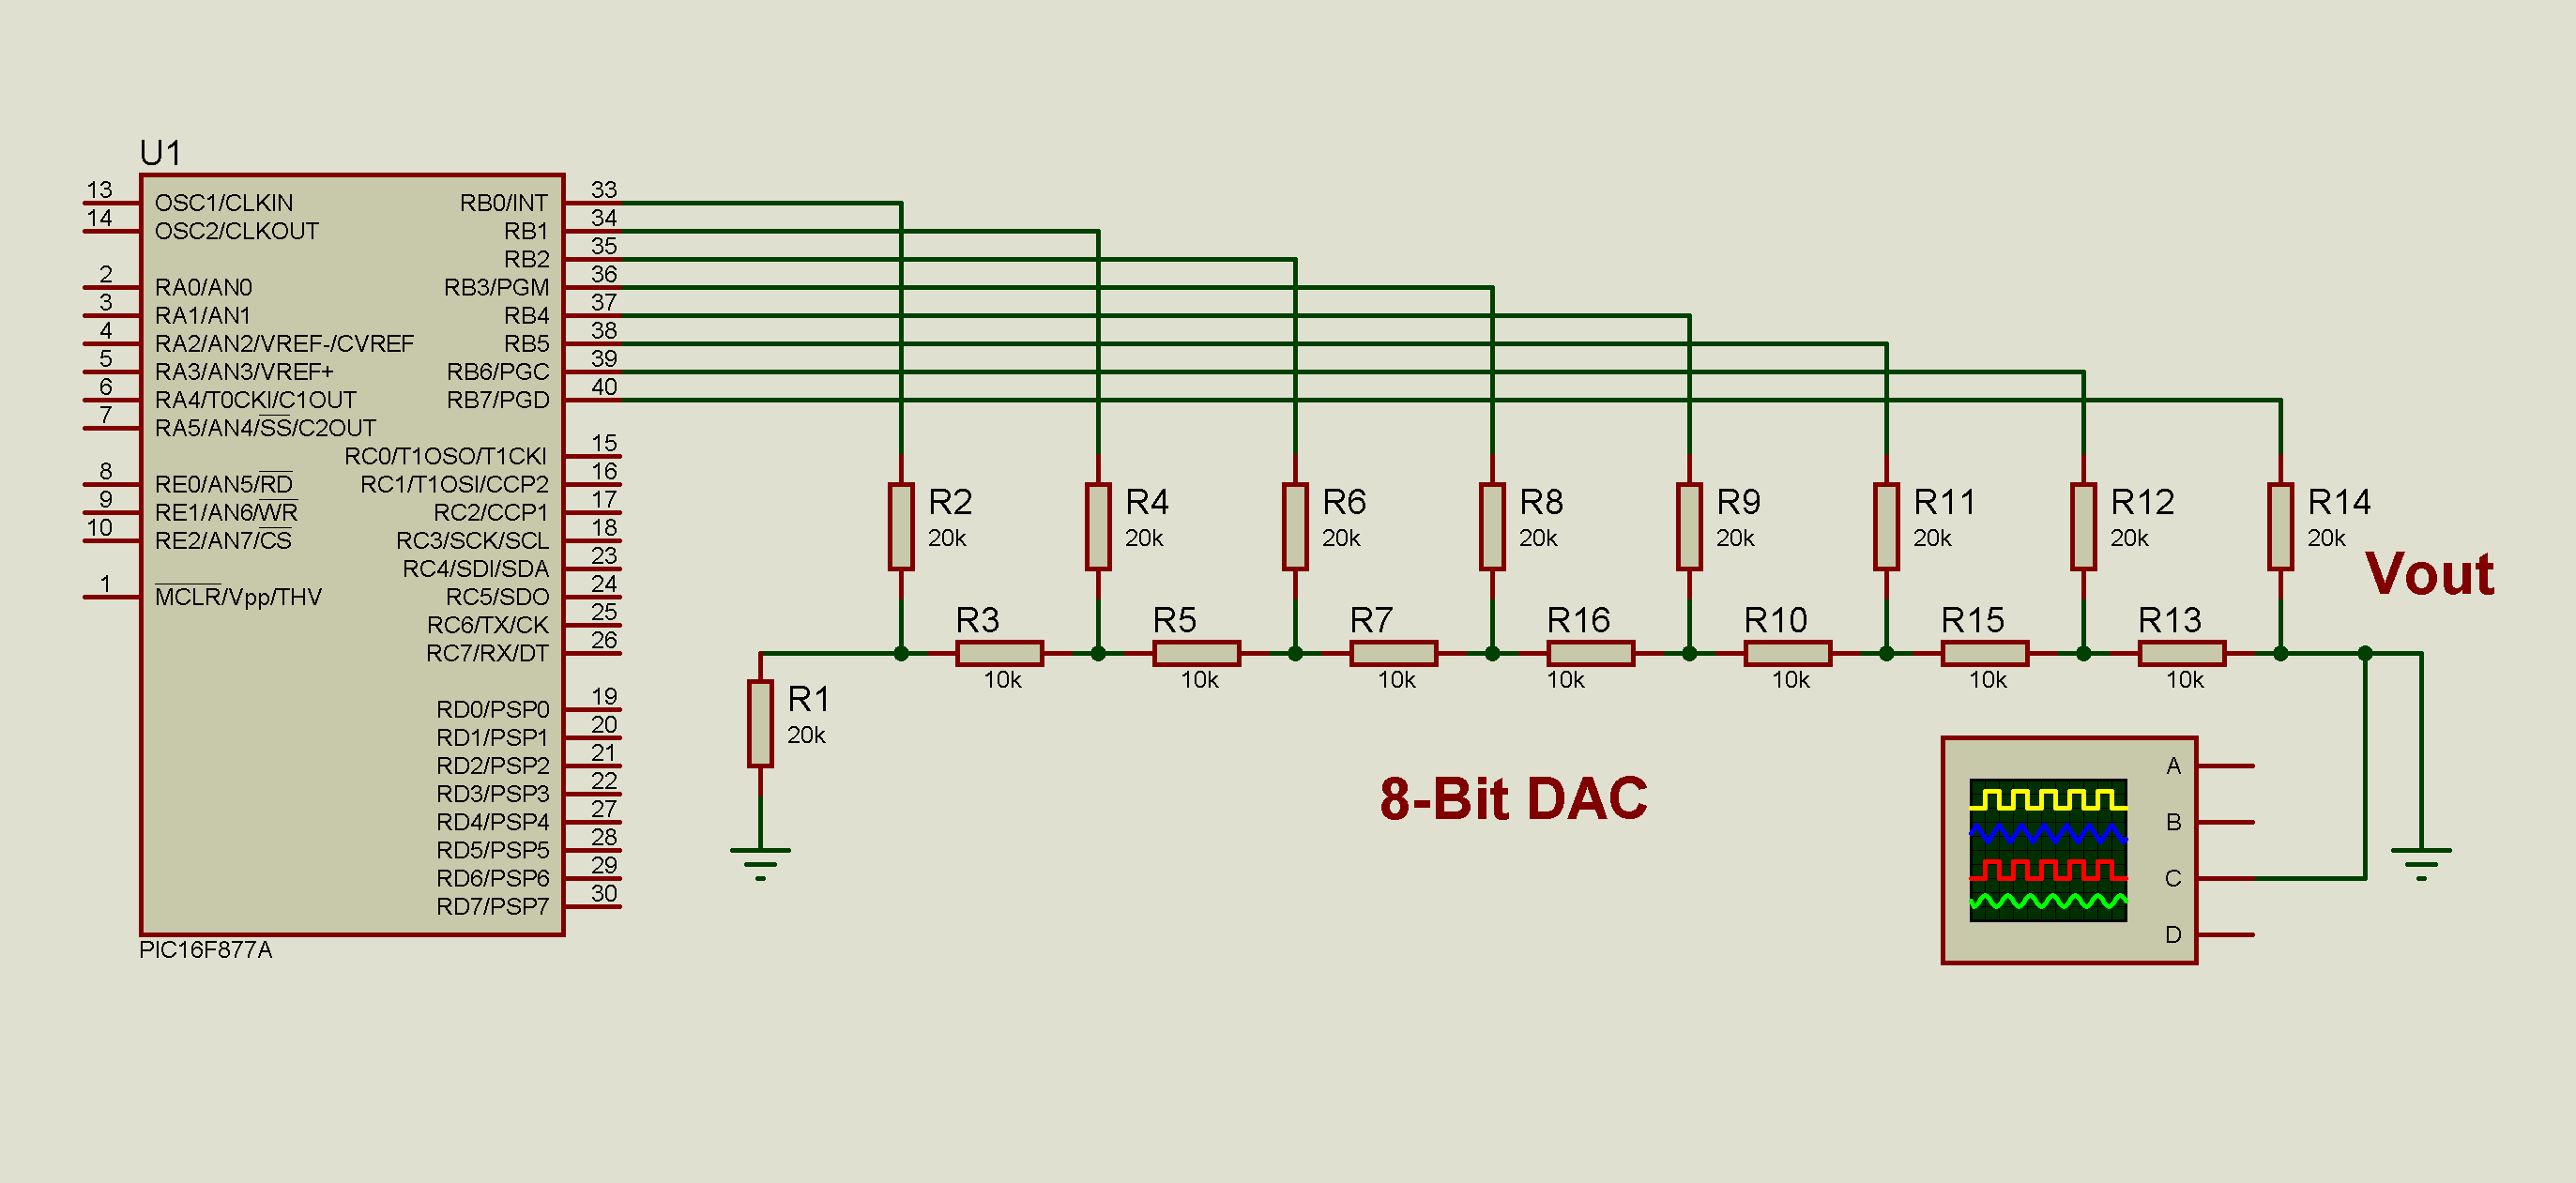 U1
13 OSC1/CLKIN RB0/INT 33
14 OSC2/CLKOUT RB1 34
RB2 35
2 RA0/AN0 RB3/PGM 36
3 RA1/AN1 RB4 37
4 RA2/AN2/VREF-/CVREF RB5 38
5 RA3/AN3/VREF+ RB6/PGC 39
6 RA4/T0CKI/C1OUT RB7/PGD 40
7 RA5/AN4/SS/C2OUT
RC0/T1OSO/T1CKI 15
8 RE0/AN5/RD RC1/T1OSI/CCP2 16
9 RE1/AN6/WR RC2/CCP1 17
10 RE2/AN7/CS RC3/SCK/SCL 18
RC4/SDI/SDA 23
1 MCLR/Vpp/THV RC5/SDO 24
RC6/TX/CK 25
RC7/RX/DT 26
RD0/PSP0 19
RD1/PSP1 20
RD2/PSP2 21
RD3/PSP3 22
RD4/PSP4 27
RD5/PSP5 28
RD6/PSP6 29
RD7/PSP7 30
PIC16F877A
R2 R4 R6 R8 R9 R11 R12 R14
20k 20k 20k 20k 20k 20k 20k 20k
Vout
R3 R5 R7 R16 R10 R15 R13
10k 10k 10k 10k 10k 10k 10k
R1
20k
8-Bit DAC
A
B
C
D